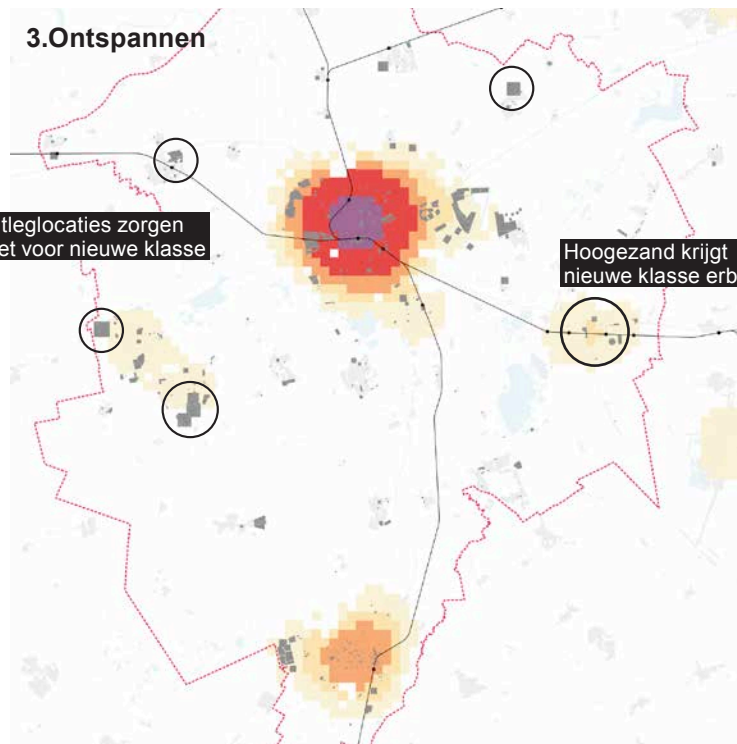 3.Ontspannen
tleglocaties zorgen
et voor nieuwe klasse
Hoogezand krijgt
nieuwe klasse erb